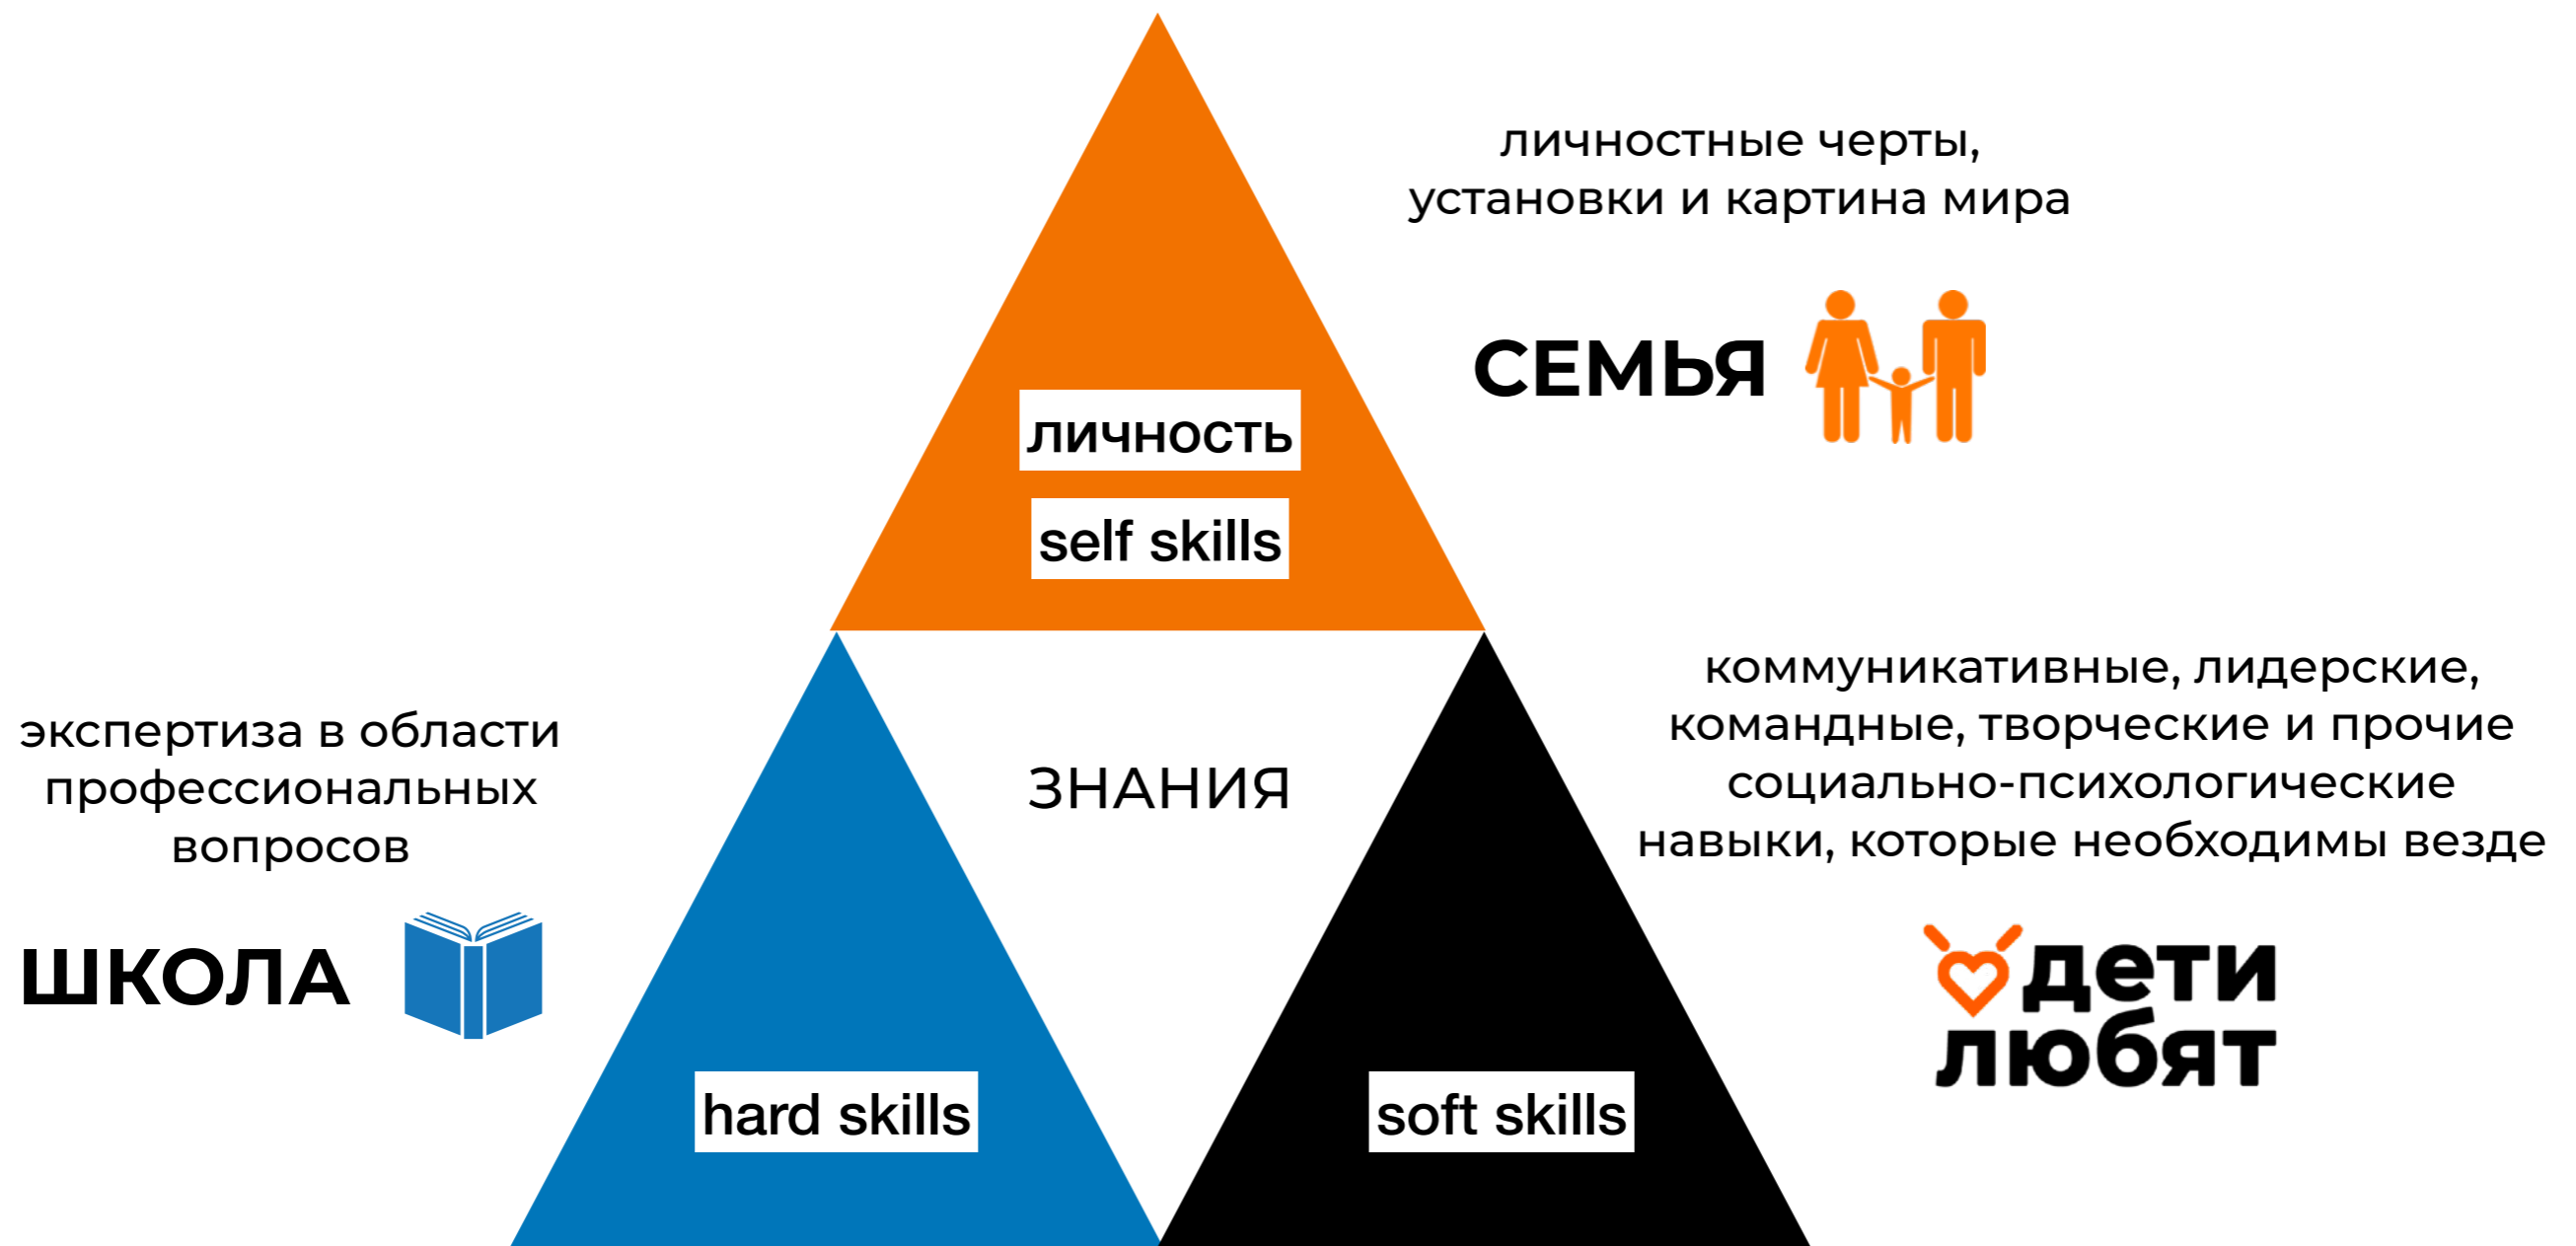 личностные черты,
установки и картина мира
СЕМЬЯ
личность
self skills
экспертиза в области
профессиональных
вопросов
ШКОЛА
ЗНАНИЯ
коммуникативные, лидерские,
командные, творческие и прочие
социально-психологические
навыки, которые необходимы везде
дети
любят
hard skills
soft skills